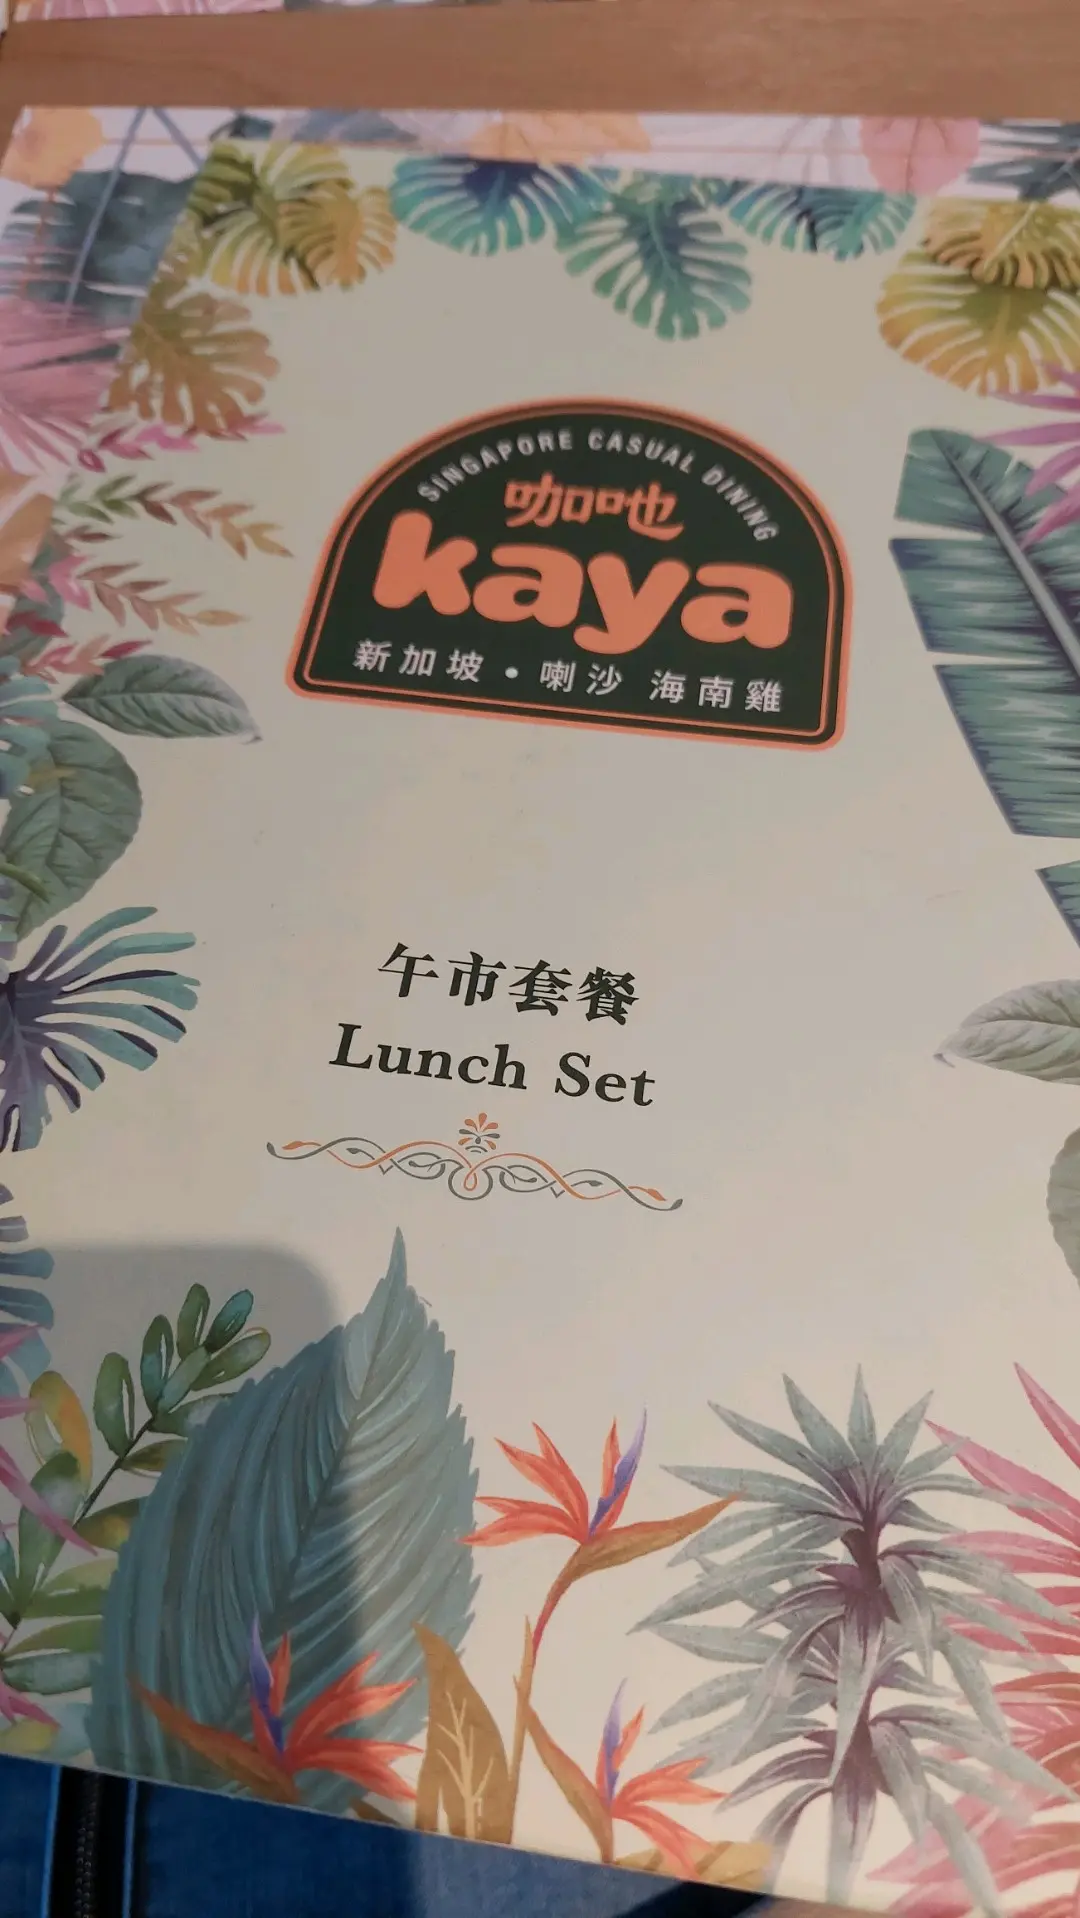 SINGAPORE CASUAL DINING
咖吔
kaya
新加坡・喇沙 海南雞
午市套餐
Lunch Set